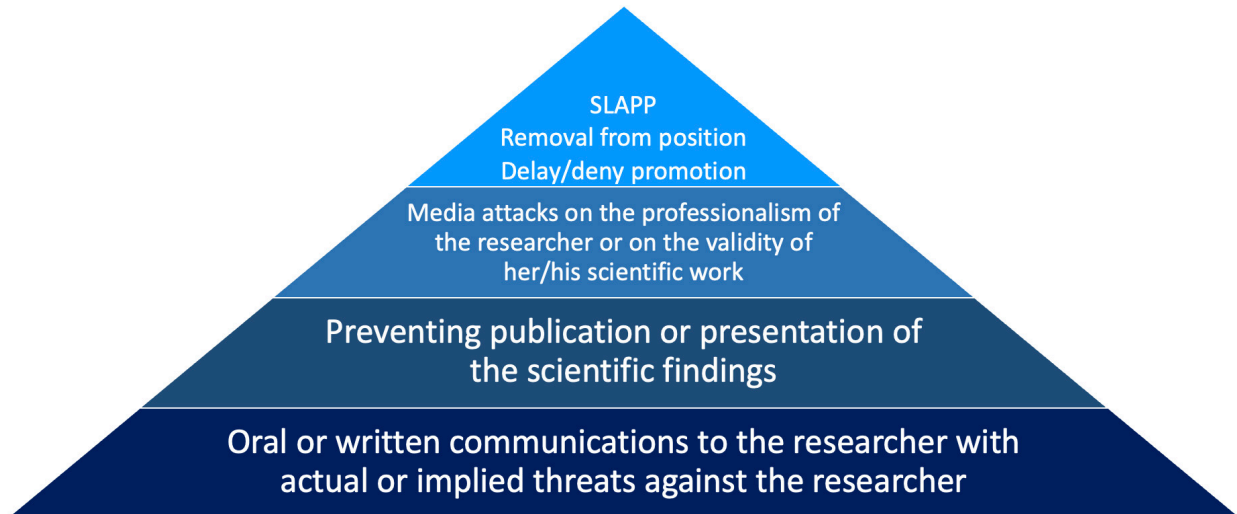 SLAPP
Removal from position
Delay/deny promotion
Media attacks on the professionalism of
the researcher or on the validity of
her/his scientific work
Preventing publication or presentation of
the scientific findings
Oral or written communications to the researcher with
actual or implied threats against the researcher